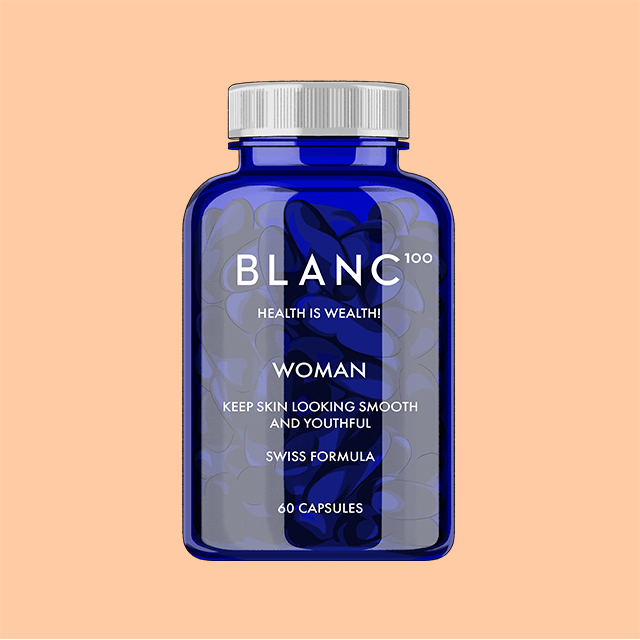 BLANC¹⁰⁰
HEALTH IS WEALTH!
WOMAN
KEEP SKIN LOOKING SMOOTH
AND YOUTHFUL
SWISS FORMULA
60 CAPSULES